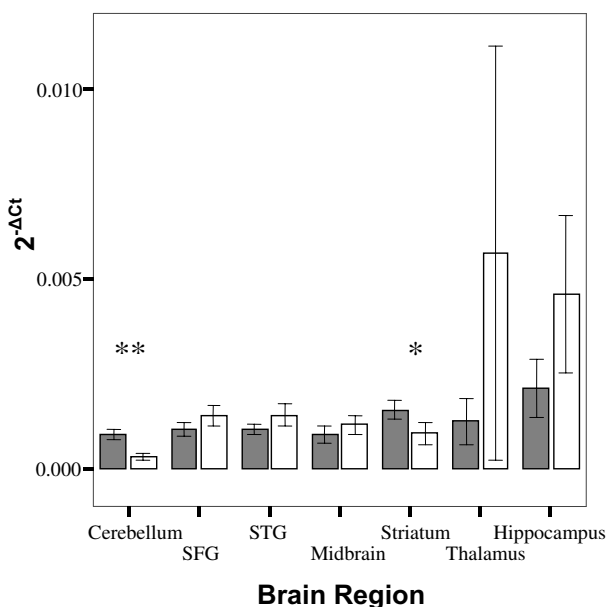 0.010
2-ΔCt
0.005
**
*
0.000
Cerebellum STG Striatum Hippocampus
SFG Midbrain Thalamus
Brain Region